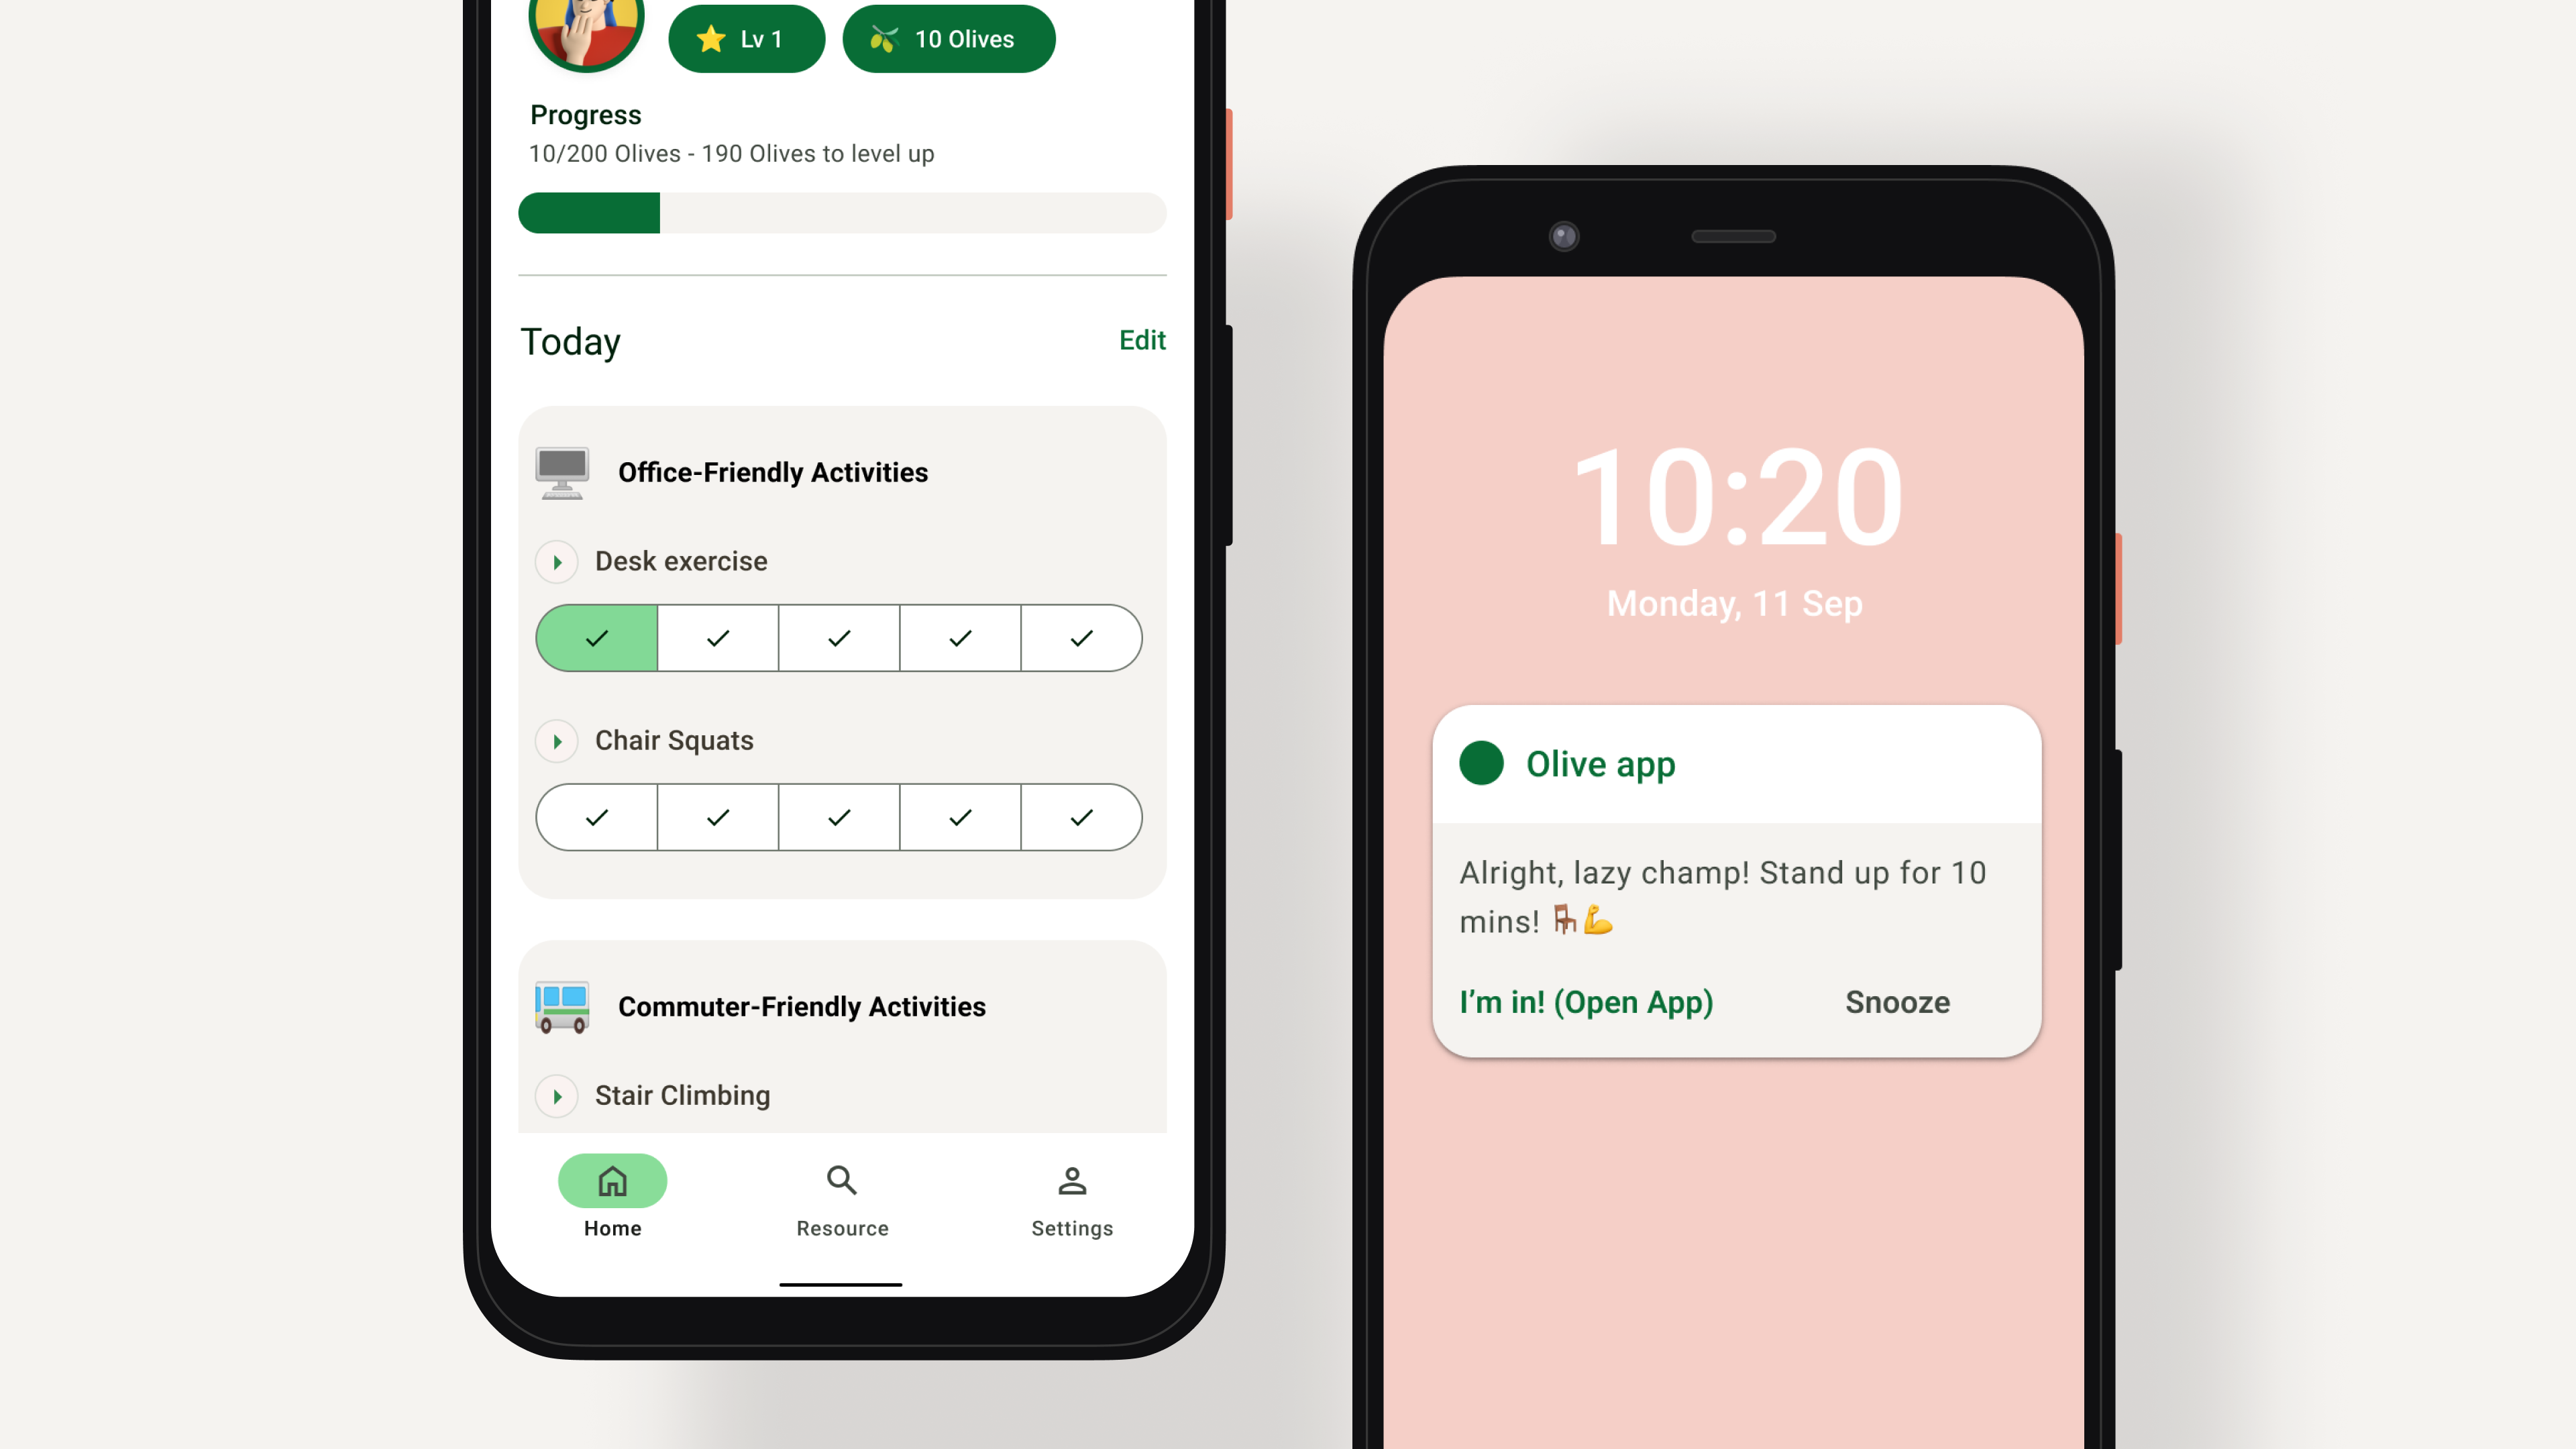 Lv 1
10 Olives
Progress
10/200 Olives - 190 Olives to level up
Today
Edit
Office-Friendly Activities
Desk exercise
Chair Squats
Commuter-Friendly Activities
Stair Climbing
Home
Resource
Settings
10:20
Monday, 11 Sep
Olive app
Alright, lazy champ! Stand up for 10
mins! 🪑💪
I’m in! (Open App)
Snooze